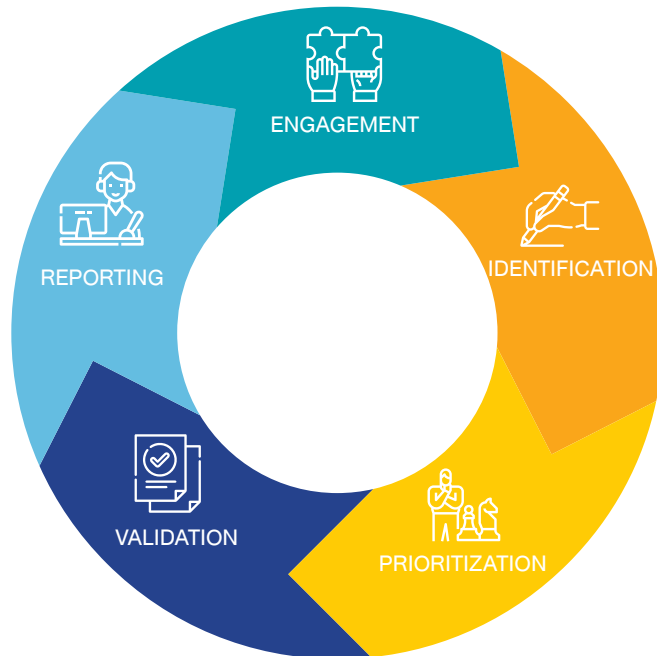 ENGAGEMENT
IDENTIFICATION
PRIORITIZATION
VALIDATION
REPORTING